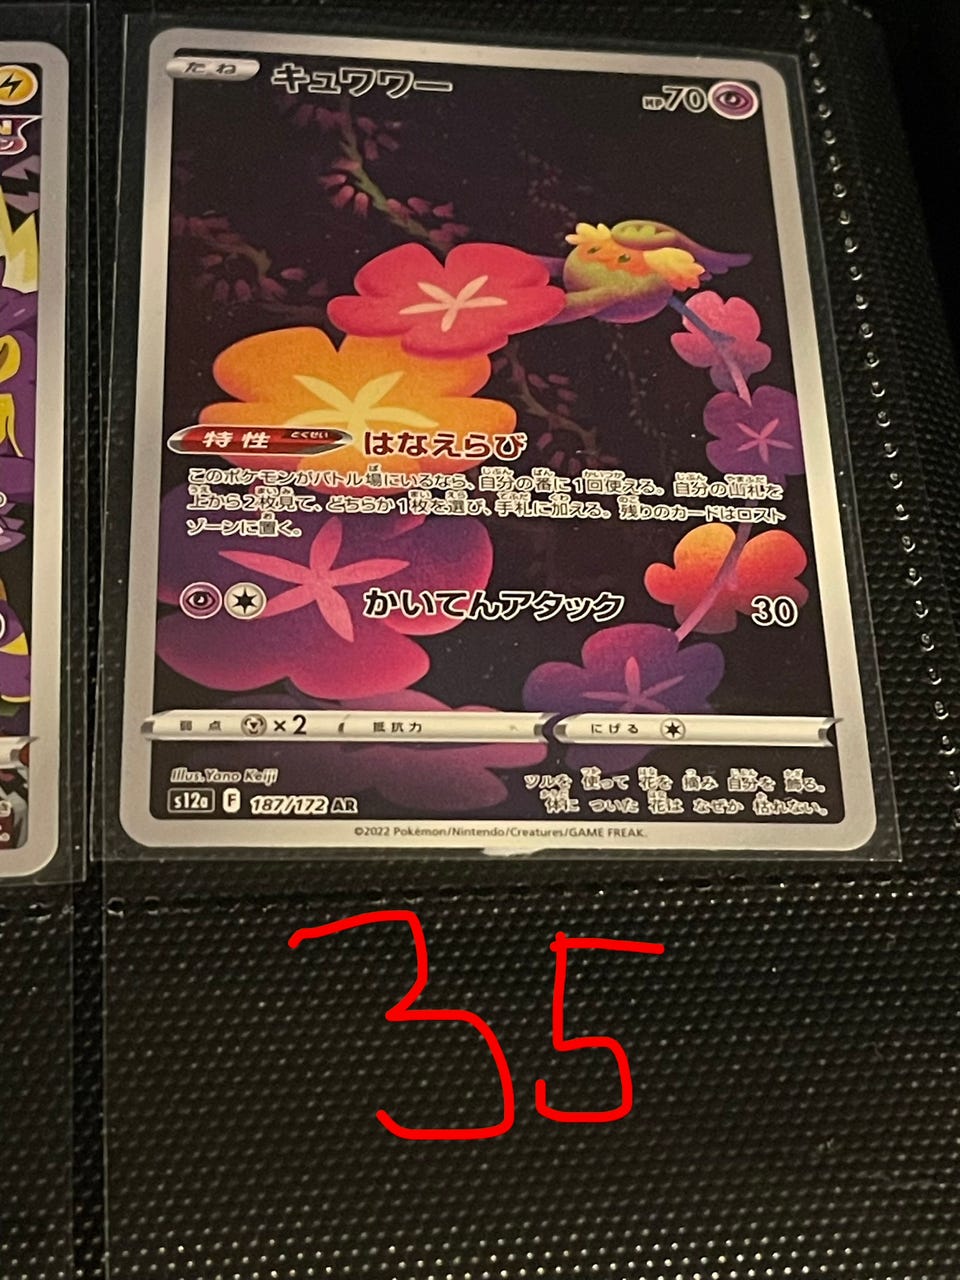 たね キュワワー HP70
特性 とくせい はなえらび
このポケモンがバトル場にいるなら、自分の番に1回使える。自分の山札を
上から2枚見て、どちらか1枚を選び、手札に加える。残りのカードはロスト
ゾーンに置く。
かいてんアタック 30
弱点 ×2 抵抗力 にげる
Illus. Yano Keiji
ツルを 使って 花を 摘み 自分を 飾る。
s12a F 187/172 AR
体に ついた 花は なぜか 枯れない。
©2022 Pokémon/Nintendo/Creatures/GAME FREAK.
35